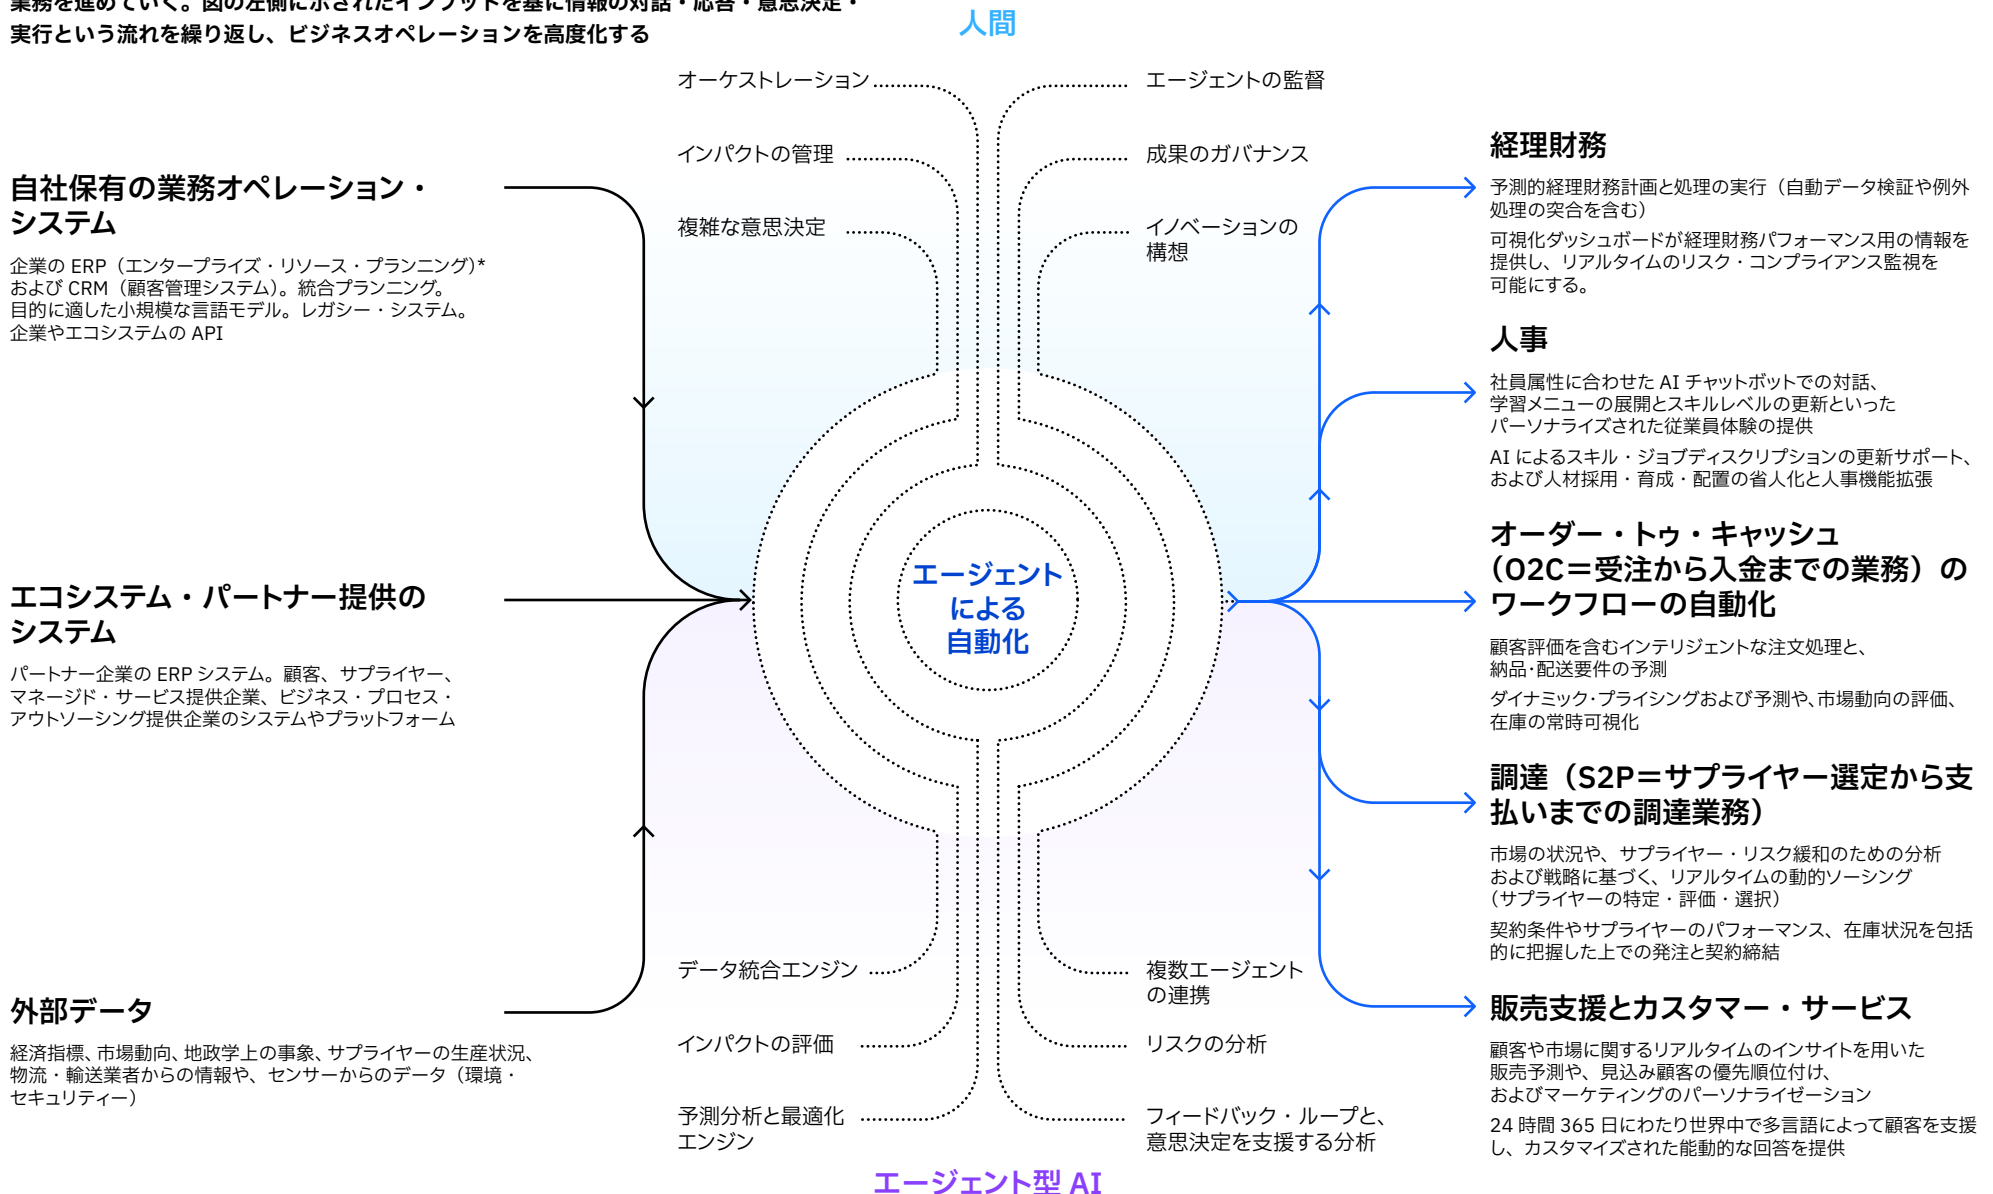 業務を進めていく。図の左側に示されたインプットを基に情報の対話・応答・意思決定・
実行という流れを繰り返し、ビジネスオペレーションを高度化する
人間
オーケストレーション
インパクトの管理
複雑な意思決定
エージェントの監督
成果のガバナンス
イノベーションの
構想
自社保有の業務オペレーション・
システム
企業の ERP（エンタープライズ・リソース・プランニング）*
および CRM（顧客管理システム）。統合プランニング。
目的に適した小規模な言語モデル。レガシー・システム。
企業やエコシステムの API
エコシステム・パートナー提供の
システム
パートナー企業の ERP システム。顧客、サプライヤー、
マネージド・サービス提供企業、ビジネス・プロセス・
アウトソーシング提供企業のシステムやプラットフォーム
外部データ
経済指標、市場動向、地政学上の事象、サプライヤーの生産状況、
物流・輸送業者からの情報や、センサーからのデータ（環境・
セキュリティー）
エージェント
による
自動化
データ統合エンジン
インパクトの評価
予測分析と最適化
エンジン
複数エージェント
の連携
リスクの分析
フィードバック・ループと、
意思決定を支援する分析
エージェント型 AI
経理財務
予測的経理財務計画と処理の実行（自動データ検証や例外
処理の突合を含む）
可視化ダッシュボードが経理財務パフォーマンス用の情報を
提供し、リアルタイムのリスク・コンプライアンス監視を
可能にする。
人事
社員属性に合わせた AI チャットボットでの対話、
学習メニューの展開とスキルレベルの更新といった
パーソナライズされた従業員体験の提供
AI によるスキル・ジョブディスクリプションの更新サポート、
および人材採用・育成・配置の省人化と人事機能拡張
オーダー・トゥ・キャッシュ
（O2C＝受注から入金までの業務）の
ワークフローの自動化
顧客評価を含むインテリジェントな注文処理と、
納品・配送要件の予測
ダイナミック・プライシングおよび予測や、市場動向の評価、
在庫の常時可視化
調達（S2P＝サプライヤー選定から支
払いまでの調達業務）
市場の状況や、サプライヤー・リスク緩和のための分析
および戦略に基づく、リアルタイムの動的ソーシング
（サプライヤーの特定・評価・選択）
契約条件やサプライヤーのパフォーマンス、在庫状況を包括
的に把握した上での発注と契約締結
販売支援とカスタマー・サービス
顧客や市場に関するリアルタイムのインサイトを用いた
販売予測や、見込み顧客の優先順位付け、
およびマーケティングのパーソナライゼーション
24 時間 365 日にわたり世界中で多言語によって顧客を支援
し、カスタマイズされた能動的な回答を提供